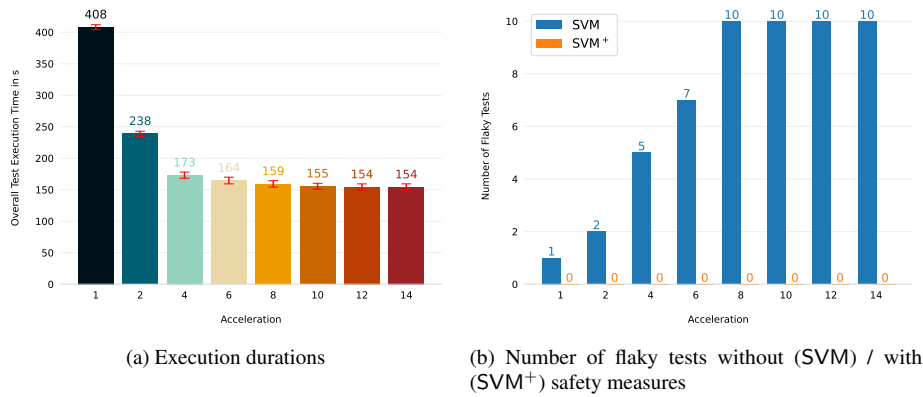 408
238
173
164
159
155
154
154
Overall Test Execution Time in s
400
350
300
250
200
150
100
50
0
1 2 4 6 8 10 12 14
Acceleration
(a) Execution durations
SVM
SVM+
Number of Flaky Tests
10
8
6
4
2
0
1 0 2 0 5 0 7 0 10 0 10 0 10 0 10 0
1 2 4 6 8 10 12 14
Acceleration
(b) Number of flaky tests without (SVM) / with
(SVM+) safety measures